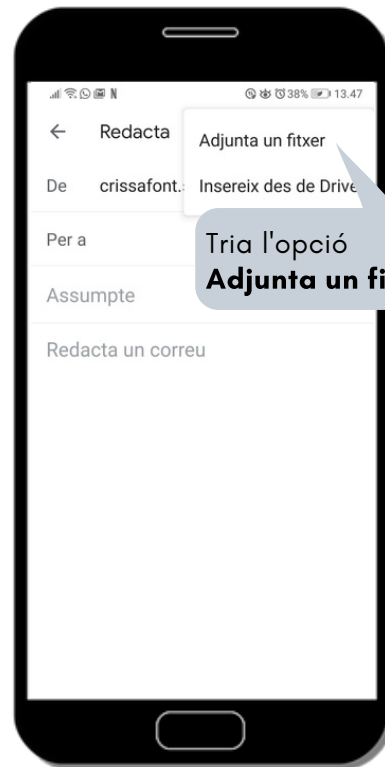 38% 13.47
Redacta
Adjunta un fitxer
De crissafont. Insereix des de Drive
Per a
Tria l'opció
Adjunta un fi
Assumpte
Redacta un correu